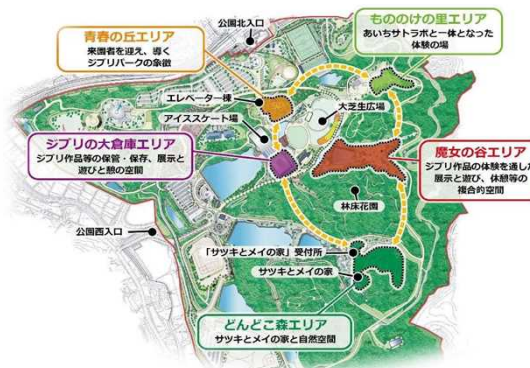 公園北入口
青春の丘エリア
来園者を迎え、導く
ジブリパークの象徴
もののけの里エリア
あいちサトラボと一体となった
体験の場
エレベーター棟
大芝生広場
アイススケート場
ジブリの大倉庫エリア
ジブリ作品等の保管・保存、展示と
遊びと憩の空間
魔女の谷エリア
ジブリ作品の体験を通した
展示と遊び、休憩等の
複合的空間
林床花園
公園西入口
「サツキとメイの家」受付所
サツキとメイの家
どんどこ森エリア
サツキとメイの家と自然空間